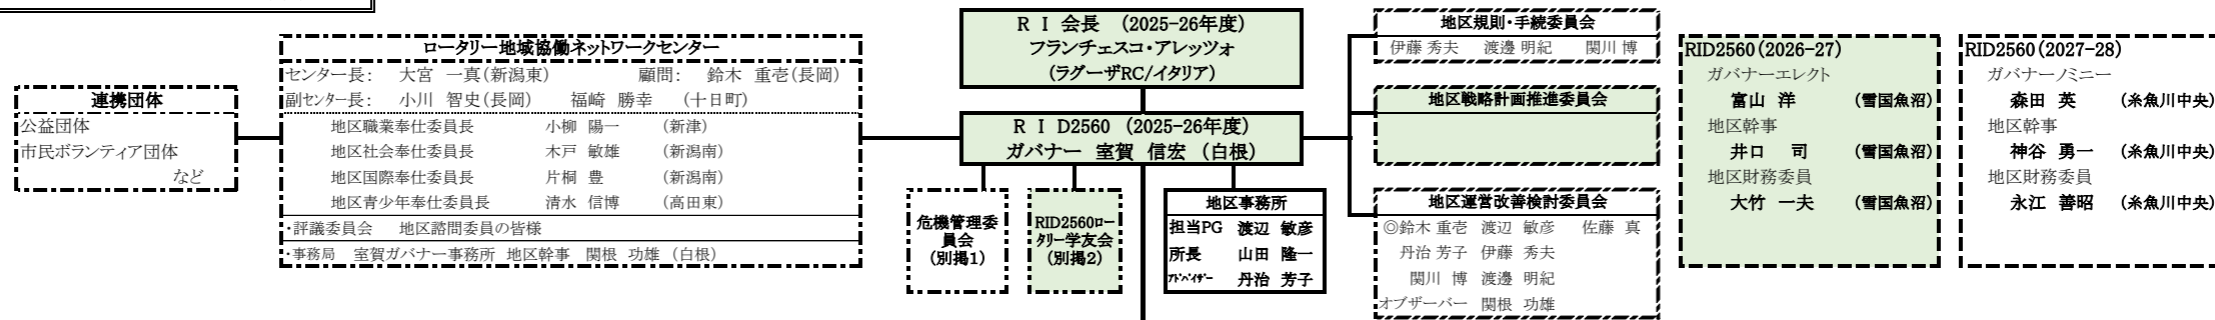 連携団体
公益団体
市民ボランティア団体
など
ロータリー地域協働ネットワークセンター
センター長: 大宮 一真(新潟東) 顧問: 鈴木 重壱(長岡)
副センター長: 小川 智史(長岡) 福崎 勝幸 (十日町)
地区職業奉仕委員長 小柳 陽一 (新津)
地区社会奉仕委員長 木戸 敏雄 (新潟南)
地区国際奉仕委員長 片桐 豊 (新潟南)
地区青少年奉仕委員長 清水 信博 (高田東)
・評議委員会 地区諮問委員の皆様
・事務局 室賀ガバナー事務所 地区幹事 関根 功雄 (白根)
R I 会長 (2025-26年度)
フランチェスコ・アレッツォ
(ラグーザRC/イタリア)
R I D2560 (2025-26年度)
ガバナー 室賀 信宏 (白根)
危機管理委
員会
(別掲1)
RID2560ロー
タリー学友会
(別掲2)
地区事務所
担当PG 渡辺 敏彦
所長 山田 隆一
アドバイザー 丹治 芳子
地区規則・手続委員会
伊藤 秀夫 渡邊 明紀 関川 博
地区戦略計画推進委員会
地区運営改善検討委員会
◎鈴木 重壱 渡辺 敏彦 佐藤 真
丹治 芳子 伊藤 秀夫
関川 博 渡邊 明紀
オブザーバー 関根 功雄
RID2560(2026-27)
ガバナーエレクト
富山 洋 (雪国魚沼)
地区幹事
井口 司 (雪国魚沼)
地区財務委員
大竹 一夫 (雪国魚沼)
RID2560(2027-28)
ガバナーノミニー
森田 英 (糸魚川中央)
地区幹事
神谷 勇一 (糸魚川中央)
地区財務委員
永江 善昭 (糸魚川中央)